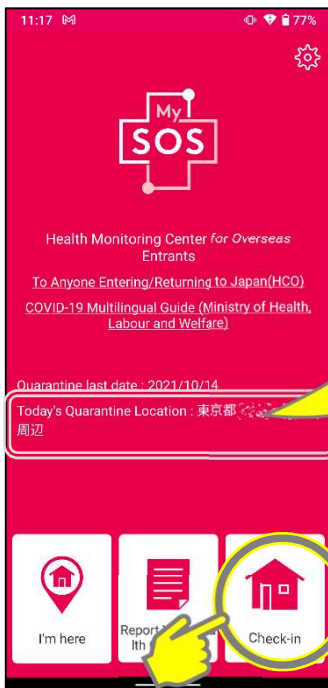 11:17
77%
My
SOS
Health Monitoring Center for Overseas
Entrants
To Anyone Entering/Returning to Japan(HCO)
COVID-19 Multilingual Guide (Ministry of Health,
Labour and Welfare)
Quarantine last date : 2021/10/14
Today's Quarantine Location : 東京都
周辺
I'm here
Report
lth
Check-in